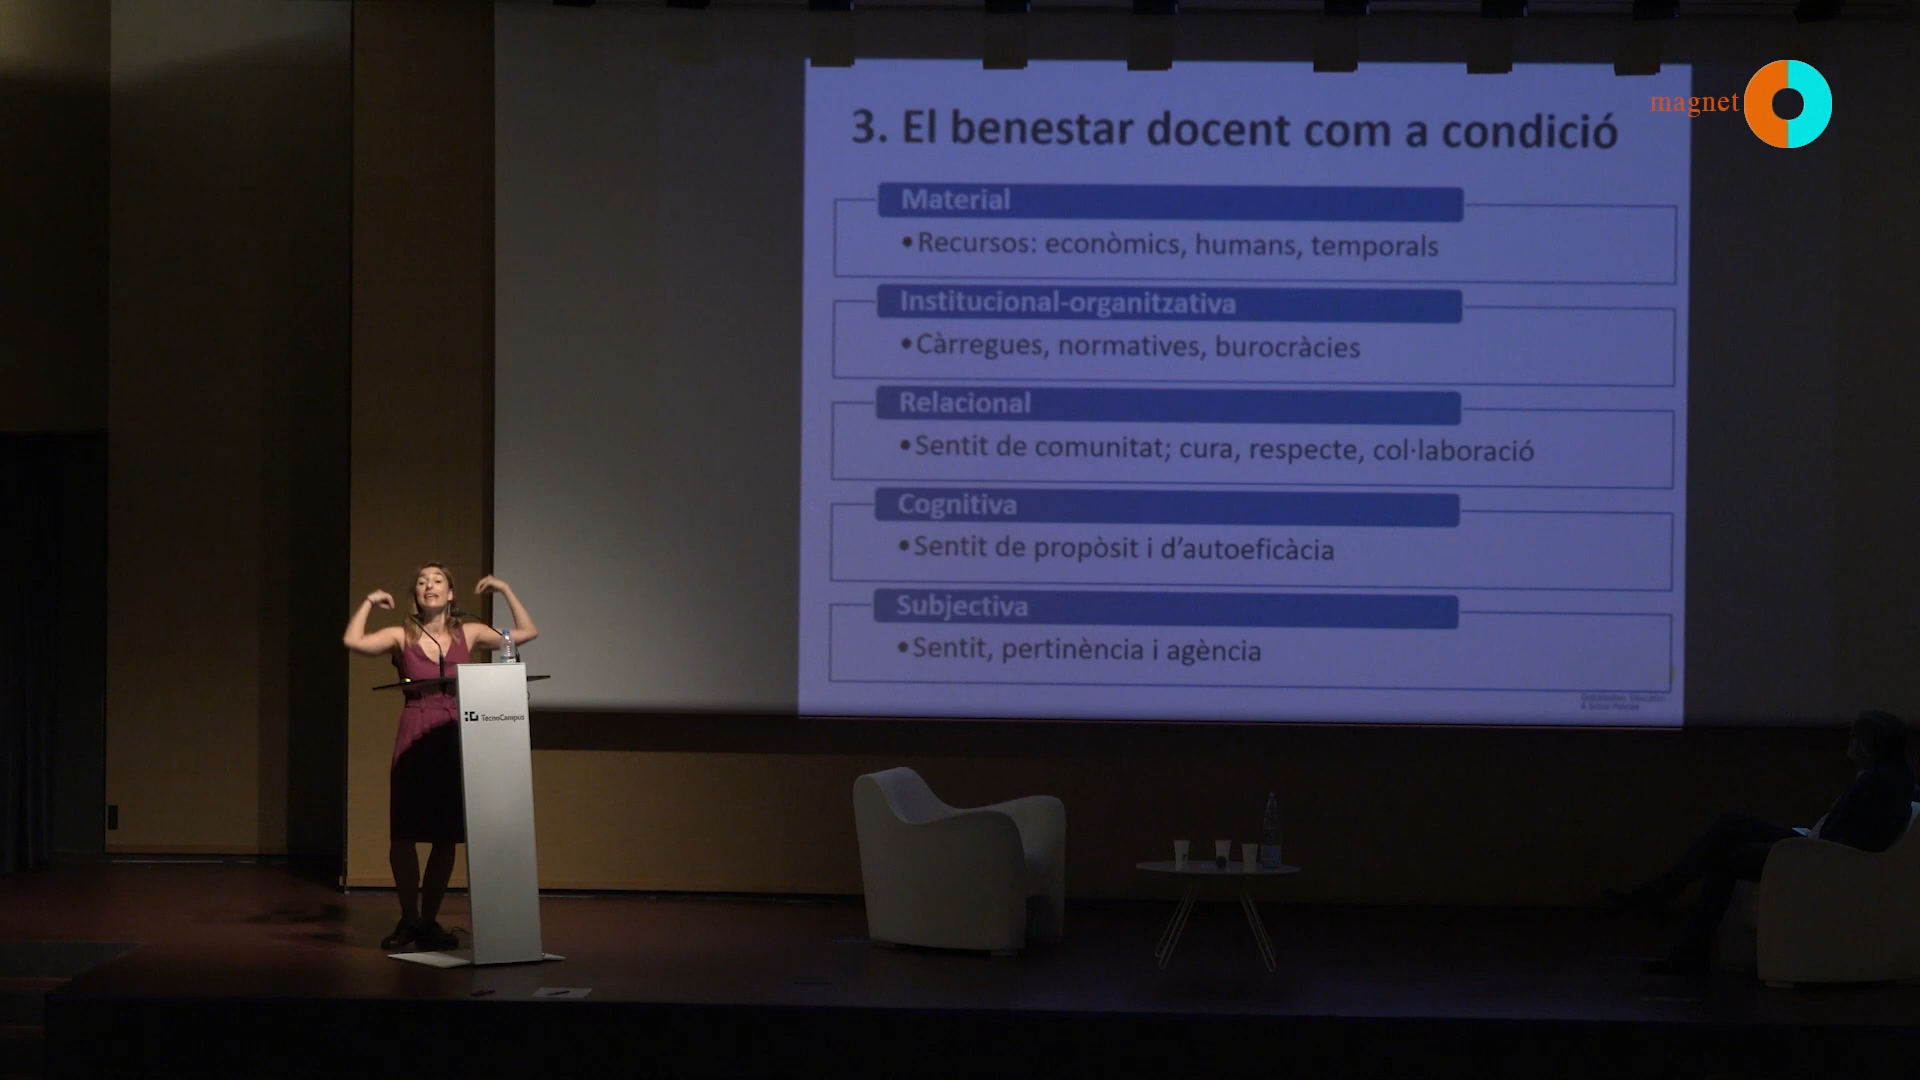 magnet
3. El benestar docent com a condició
Material
•Recursos: econòmics, humans, temporals
Institucional-organitzativa
•Càrregues, normatives, burocràcies
Relacional
•Sentit de comunitat; cura, respecte, col·laboració
Cognitiva
•Sentit de propòsit i d'autoeficàcia
Subjectiva
•Sentit, pertinència i agència
TecnoCampus